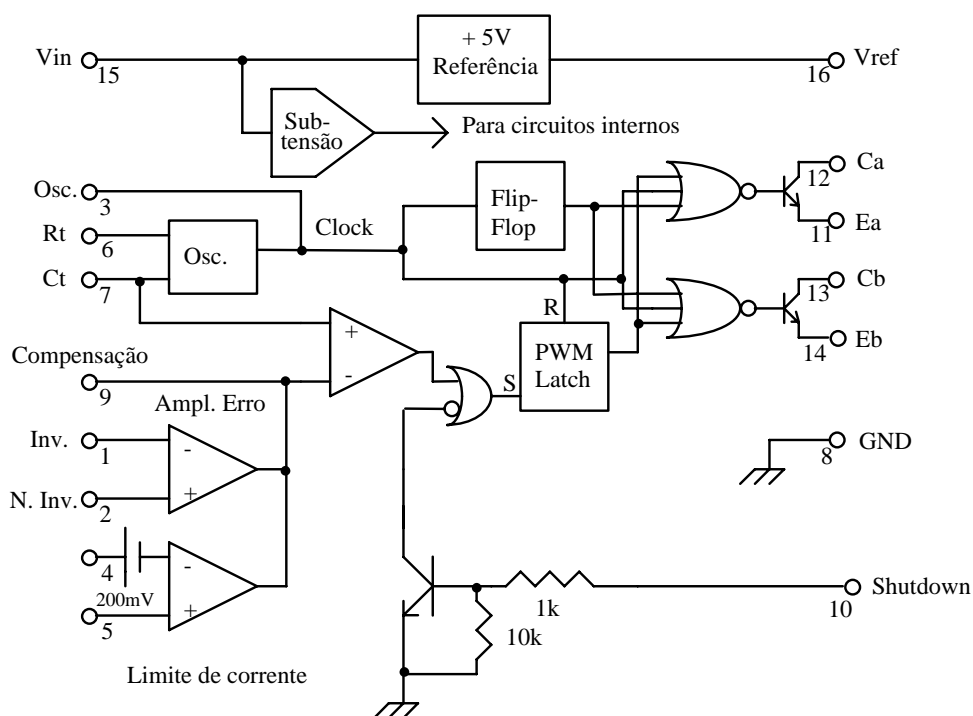 + 5V
Referência
Vin
15
Vref
16
Sub-
tensão
Para circuitos internos
Osc.
3
Rt
6
Osc.
Clock
Flip-
Flop
Ca
12
Ea
11
Ct
7
Cb
13
Eb
14
R
+
-
PWM
Latch
S
Compensação
9
Ampl. Erro
Inv.
1
-
+
N. Inv.
2
GND
8
4
200mV
-
+
5
1k
10k
Shutdown
10
Limite de corrente